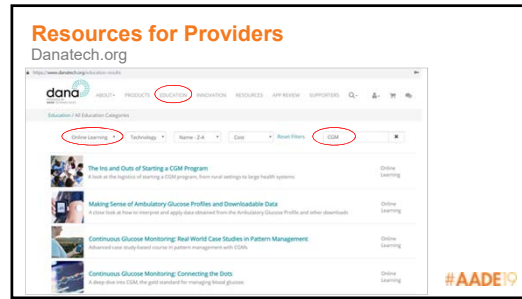 Resources for Providers
Danatech.org
https://www.danatech.org/education-results
dana
ABOUT PRODUCTS EDUCATION INNOVATION RESOURCES APP REVIEW SUPPORTERS
Education / All Education Categories
Online Learning Technology Name - Z-A Cost Reset Filters CGM
The Ins and Outs of Starting a CGM Program
A look at the logistics of starting a CGM program, from rural settings to large health systems.
Online Learning
Making Sense of Ambulatory Glucose Profiles and Downloadable Data
A close look at how to interpret and apply data obtained from the Ambulatory Glucose Profile and other downloads.
Online Learning
Continuous Glucose Monitoring: Real World Case Studies in Pattern Management
Advanced case study based course in pattern management with CGMs.
Online Learning
Continuous Glucose Monitoring: Connecting the Dots
A deep dive into CGM, the gold standard for managing blood glucose.
Online Learning
#AADE19